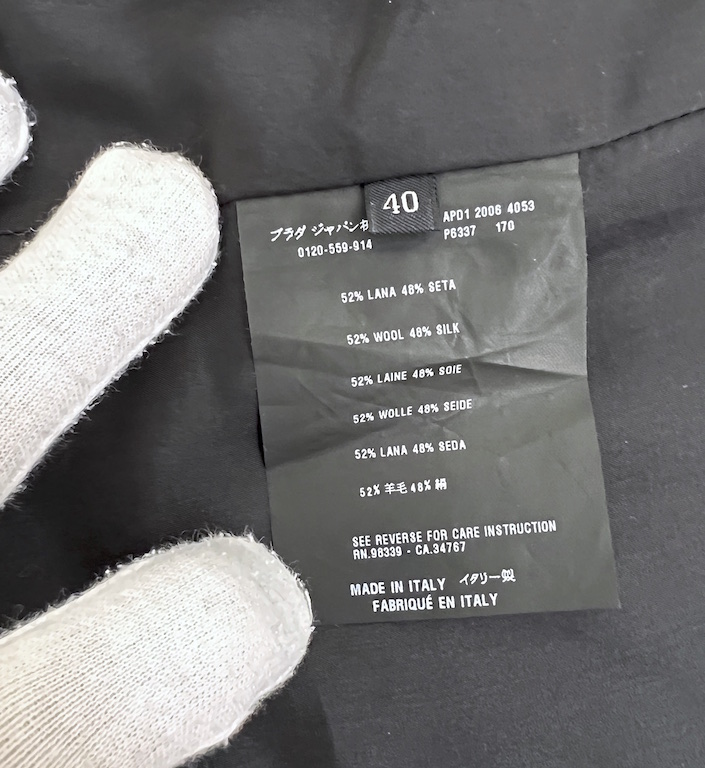 40
プラダ ジャパン株
0120-559-914
APD1 2006 4053
P6337 170
52% LANA 48% SETA
52% WOOL 48% SILK
52% LAINE 48% SOIE
52% WOLLE 48% SEIDE
52% LANA 48% SEDA
52% 羊毛 48% 絹
SEE REVERSE FOR CARE INSTRUCTION
RN.98339 - CA.34767
MADE IN ITALY イタリー製
FABRIQUÉ EN ITALY